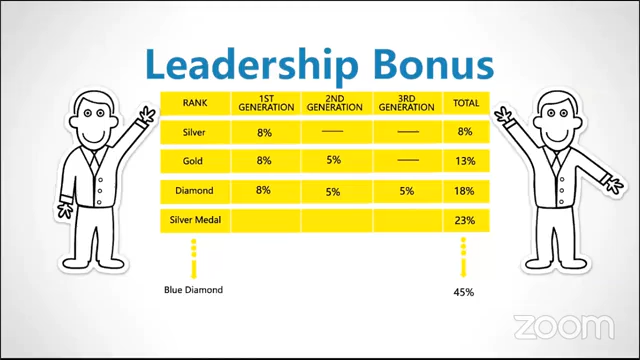 Leadership Bonus
RANK 1ST GENERATION 2ND GENERATION 3RD GENERATION TOTAL
Silver 8% — — 8%
Gold 8% 5% — 13%
Diamond 8% 5% 5% 18%
Silver Medal 23%
Blue Diamond 45%
zoom